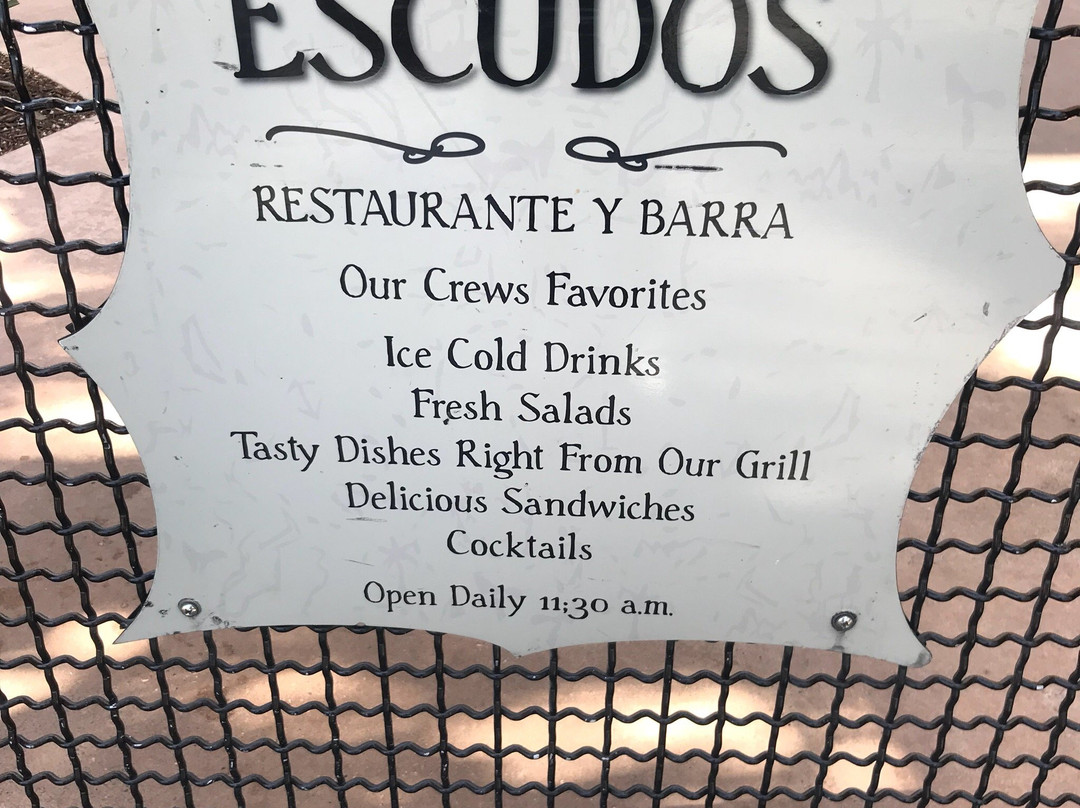 ESCUDOS
RESTAURANTE Y BARRA
Our Crews Favorites
Ice Cold Drinks
Fresh Salads
Tasty Dishes Right From Our Grill
Delicious Sandwiches
Cocktails
Open Daily 11;30 a.m.